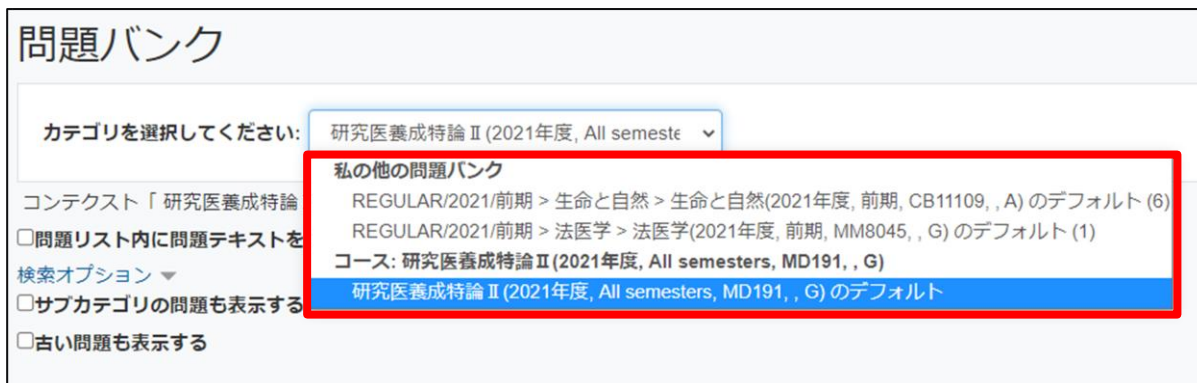 問題バンク
カテゴリを選択してください: 研究医養成特論Ⅱ(2021年度, All semeste
私の他の問題バンク
REGULAR/2021/前期 > 生命と自然 > 生命と自然(2021年度, 前期, CB11109, , A) のデフォルト (6)
コンテクスト「 研究医養成特論
REGULAR/2021/前期 > 法医学 > 法医学(2021年度, 前期, MM8045, , G) のデフォルト (1)
問題リスト内に問題テキストを
コース: 研究医養成特論Ⅱ(2021年度, All semesters, MD191, , G)
検索オプション
研究医養成特論Ⅱ(2021年度, All semesters, MD191, , G) のデフォルト
サブカテゴリの問題も表示する
古い問題も表示する